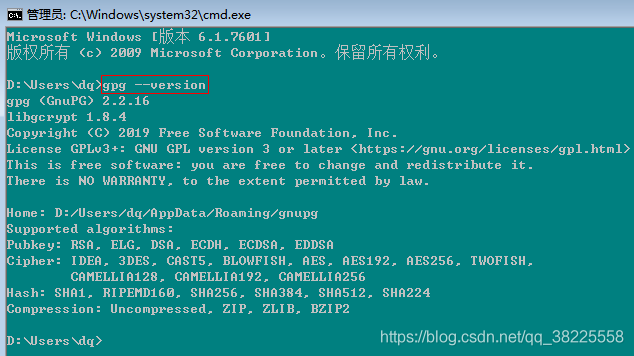 管理员: C:\Windows\system32\cmd.exe
Microsoft Windows [版本 6.1.7601]
版权所有 (c) 2009 Microsoft Corporation。保留所有权利。
D:\Users\dq>gpg --version
gpg (GnuPG) 2.2.16
libgcrypt 1.8.4
Copyright (C) 2019 Free Software Foundation, Inc.
License GPLv3+: GNU GPL version 3 or later <https://gnu.org/licenses/gpl.html>
This is free software: you are free to change and redistribute it.
There is NO WARRANTY, to the extent permitted by law.
Home: D:/Users/dq/AppData/Roaming/gnupg
Supported algorithms:
Pubkey: RSA, ELG, DSA, ECDH, ECDSA, EDDSA
Cipher: IDEA, 3DES, CAST5, BLOWFISH, AES, AES192, AES256, TWOFISH,
CAMELLIA128, CAMELLIA192, CAMELLIA256
Hash: SHA1, RIPEMD160, SHA256, SHA384, SHA512, SHA224
Compression: Uncompressed, ZIP, ZLIB, BZIP2
D:\Users\dq>
https://blog.csdn.net/qq_38225558